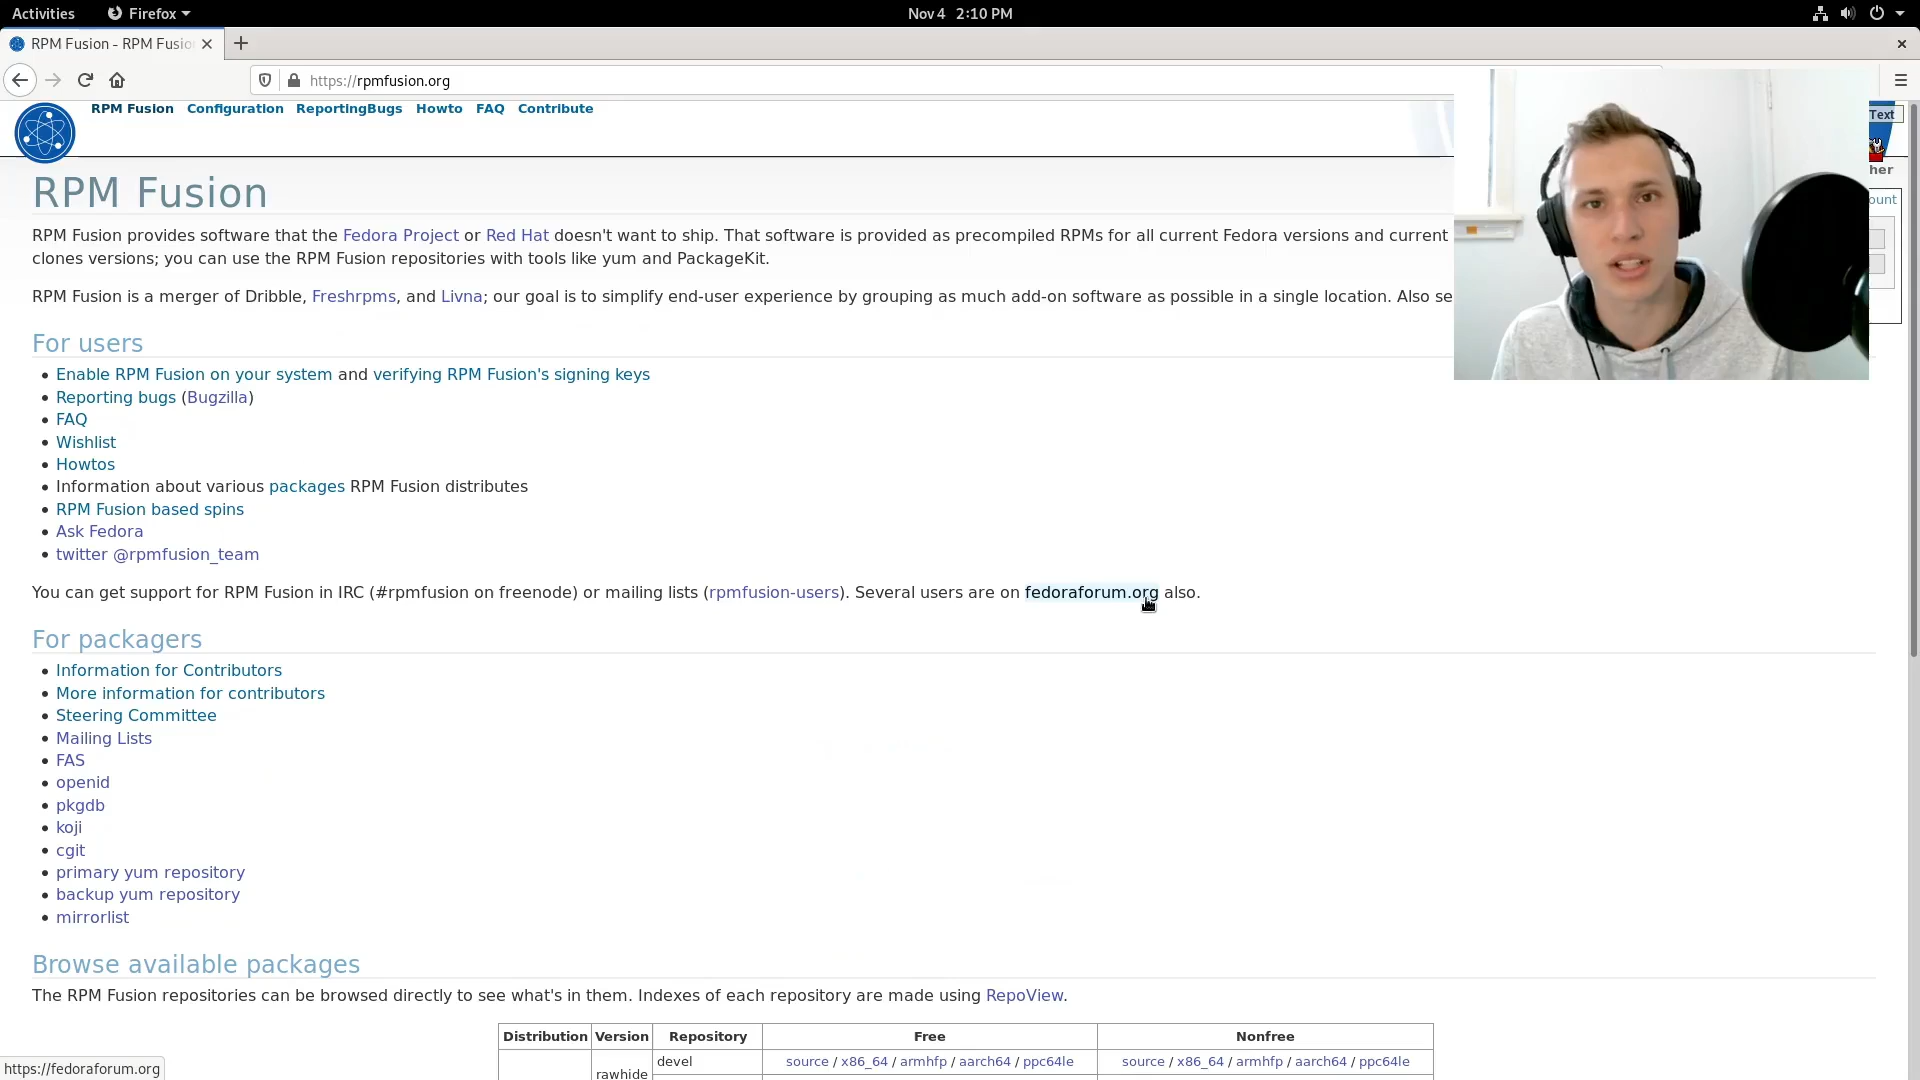 Activities Firefox Nov 4 2:10 PM
RPM Fusion - RPM Fusio
https://rpmfusion.org
RPM Fusion Configuration ReportingBugs Howto FAQ Contribute
Text
RPM Fusion
RPM Fusion provides software that the Fedora Project or Red Hat doesn't want to ship. That software is provided as precompiled RPMs for all current Fedora versions and current
clones versions; you can use the RPM Fusion repositories with tools like yum and PackageKit.
RPM Fusion is a merger of Dribble, Freshrpms, and Livna; our goal is to simplify end-user experience by grouping as much add-on software as possible in a single location. Also se
For users
Enable RPM Fusion on your system and verifying RPM Fusion's signing keys
Reporting bugs (Bugzilla)
FAQ
Wishlist
Howtos
Information about various packages RPM Fusion distributes
RPM Fusion based spins
Ask Fedora
twitter @rpmfusion_team
You can get support for RPM Fusion in IRC (#rpmfusion on freenode) or mailing lists (rpmfusion-users). Several users are on fedoraforum.org also.
For packagers
Information for Contributors
More information for contributors
Steering Committee
Mailing Lists
FAS
openid
pkgdb
koji
cgit
primary yum repository
backup yum repository
mirrorlist
Browse available packages
The RPM Fusion repositories can be browsed directly to see what's in them. Indexes of each repository are made using RepoView.
Distribution Version Repository Free Nonfree
devel source / x86_64 / armhfp / aarch64 / ppc64le source / x86_64 / armhfp / aarch64 / ppc64le
rawhide
https://fedoraforum.org